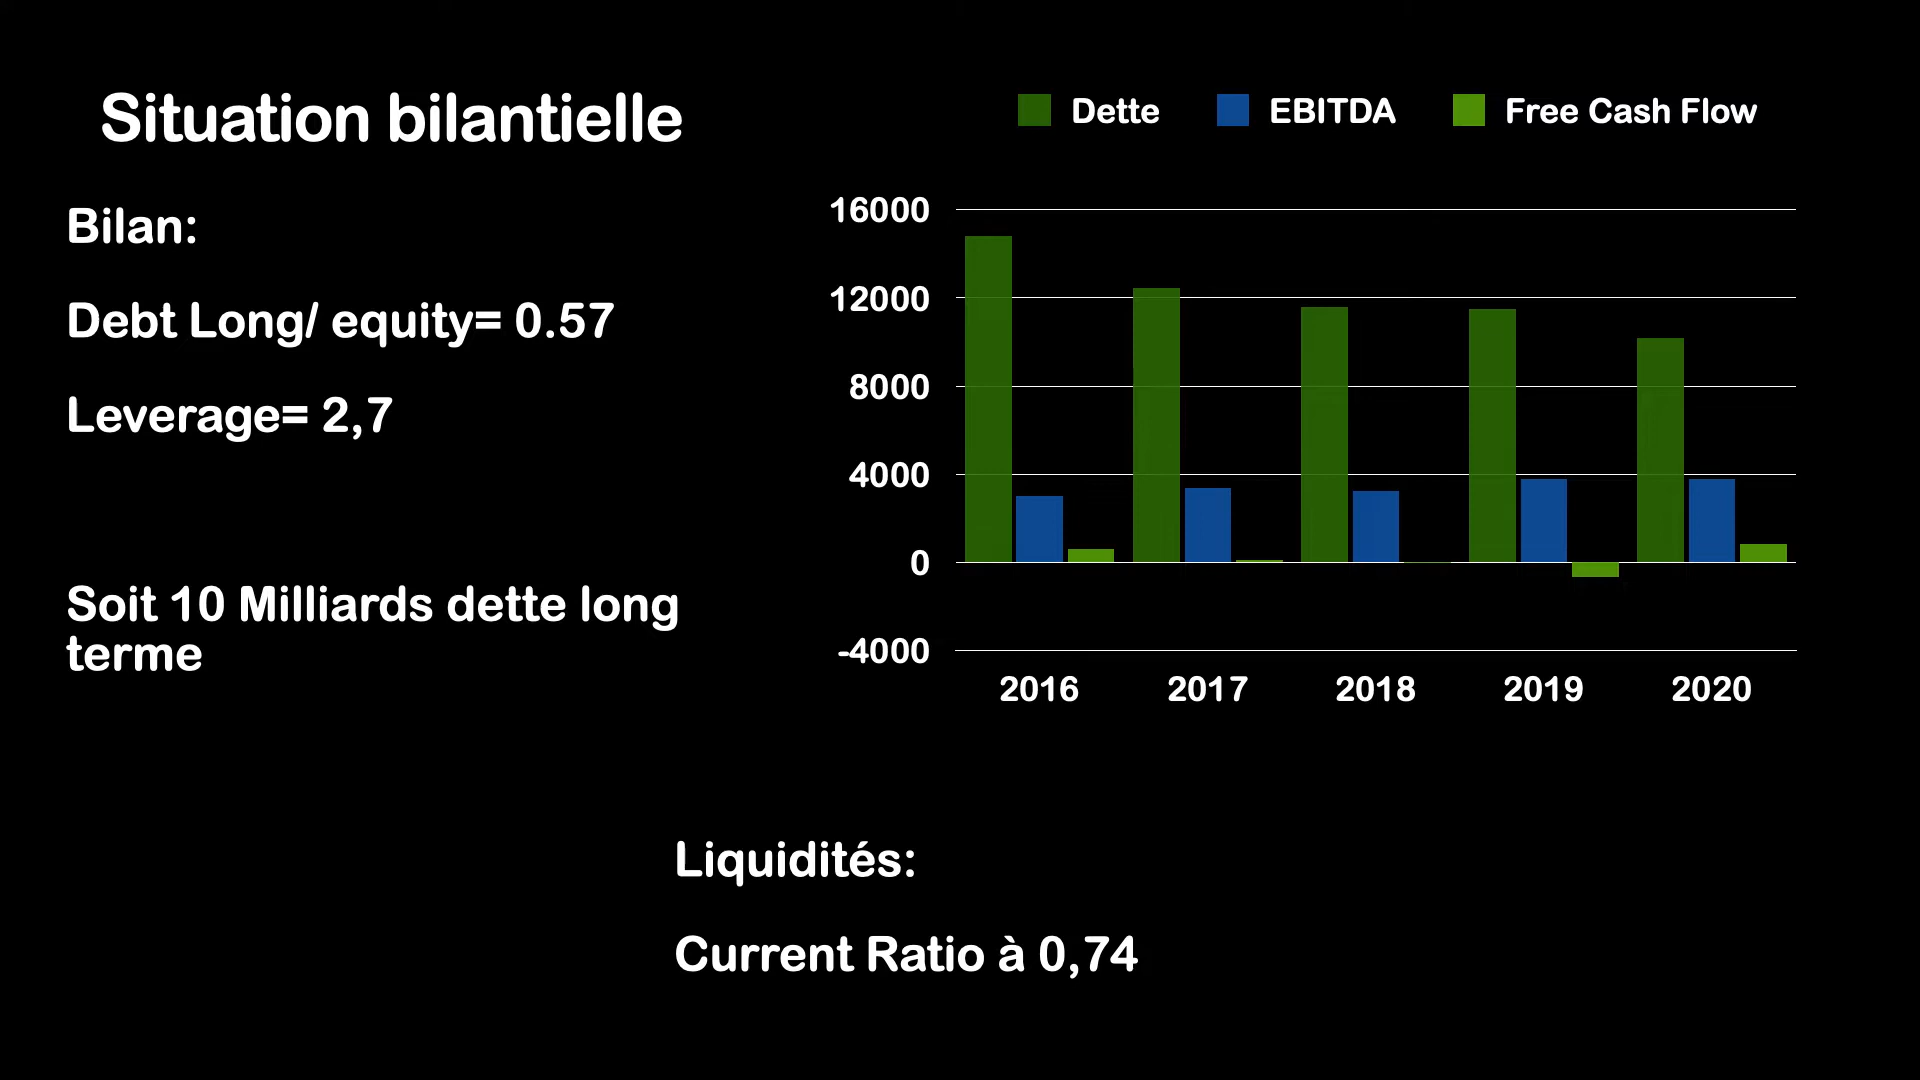 Situation bilantielle
Bilan:
Debt Long/ equity= 0.57
Leverage= 2,7
Soit 10 Milliards dette long
terme
Dette
EBITDA
Free Cash Flow
16000
12000
8000
4000
0
-4000
2016
2017
2018
2019
2020
Liquidités:
Current Ratio à 0,74